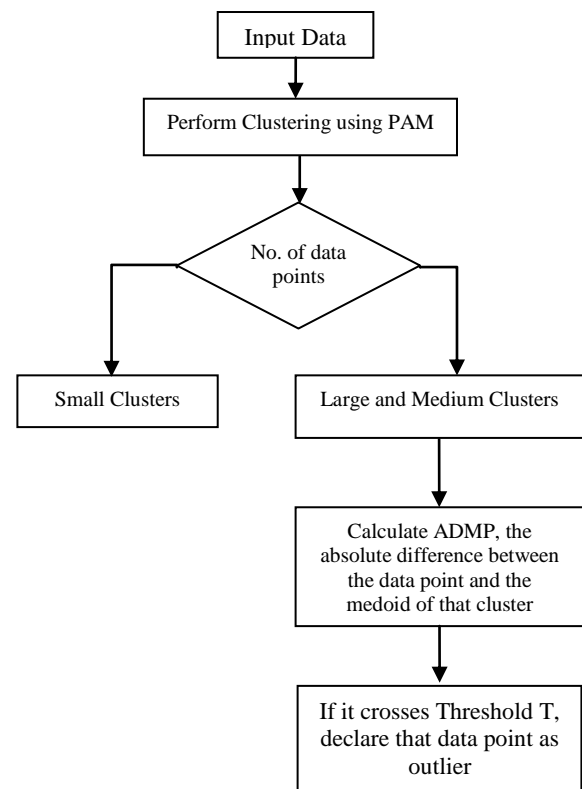 Input Data
Perform Clustering using PAM
No. of data
points
Small Clusters
Large and Medium Clusters
Calculate ADMP, the
absolute difference between
the data point and the
medoid of that cluster
If it crosses Threshold T,
declare that data point as
outlier